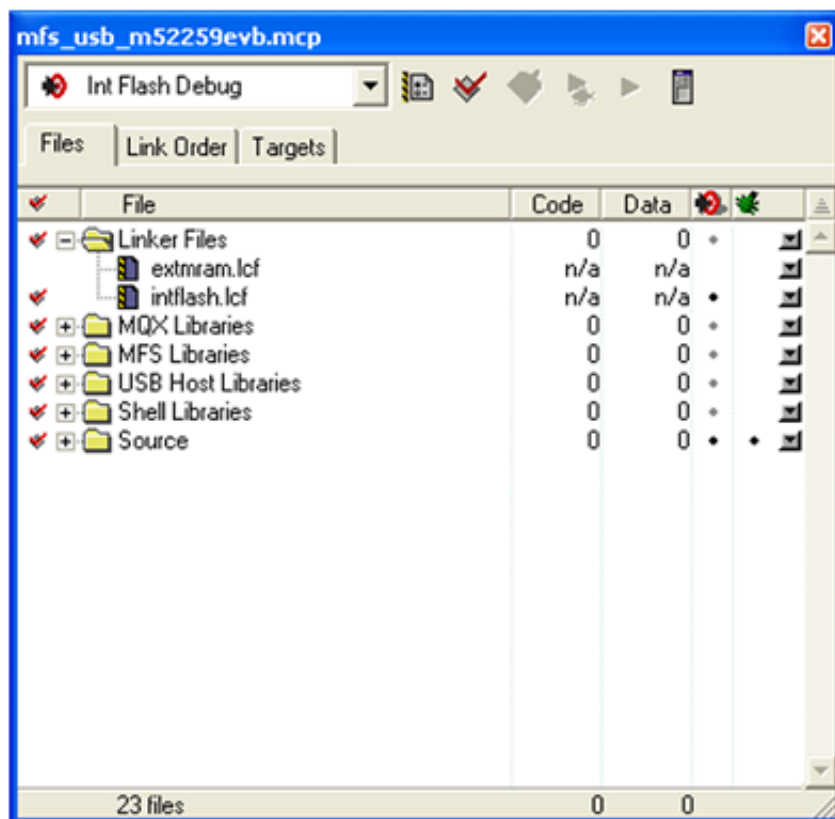 mfs_usb_m52259evb.mcp
Int Flash Debug
Files Link Order Targets
File Code Data
Linker Files 0 0
extmram.lcf n/a n/a
intflash.lcf n/a n/a
MQX Libraries 0 0
MFS Libraries 0 0
USB Host Libraries 0 0
Shell Libraries 0 0
Source 0 0
23 files 0 0